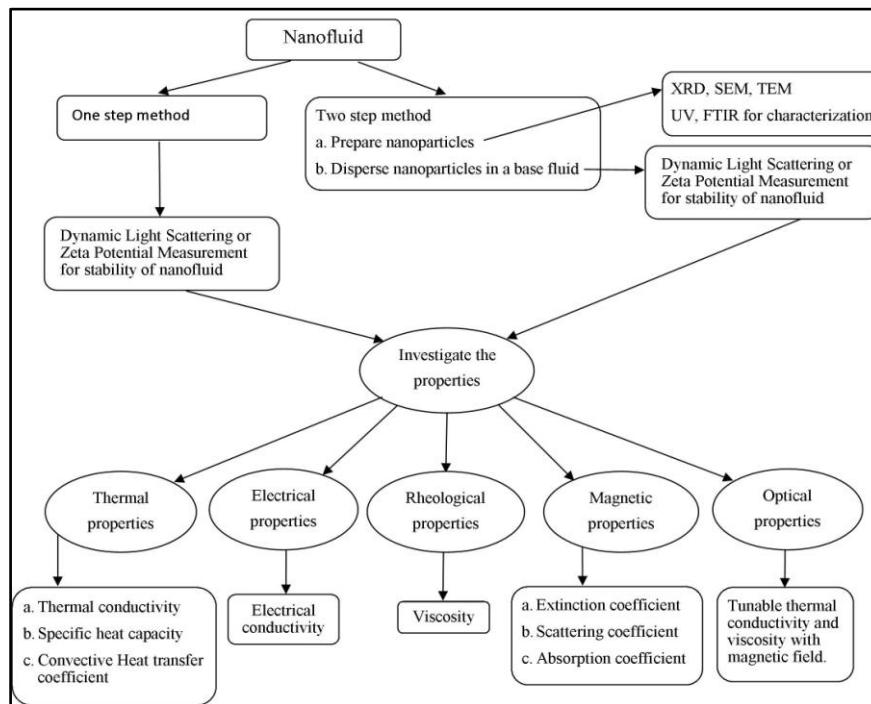 Nanofluid
One step method
Two step method
a. Prepare nanoparticles
b. Disperse nanoparticles in a base fluid
XRD, SEM, TEM
UV, FTIR for characterization
Dynamic Light Scattering or
Zeta Potential Measurement
for stability of nanofluid
Dynamic Light Scattering or
Zeta Potential Measurement
for stability of nanofluid
Investigate the
properties
Thermal
properties
Electrical
properties
Rheological
properties
Magnetic
properties
Optical
properties
a. Thermal conductivity
b. Specific heat capacity
c. Convective Heat transfer
coefficient
Electrical
conductivity
Viscosity
a. Extinction coefficient
b. Scattering coefficient
c. Absorption coefficient
Tunable thermal
conductivity and
viscosity with
magnetic field.